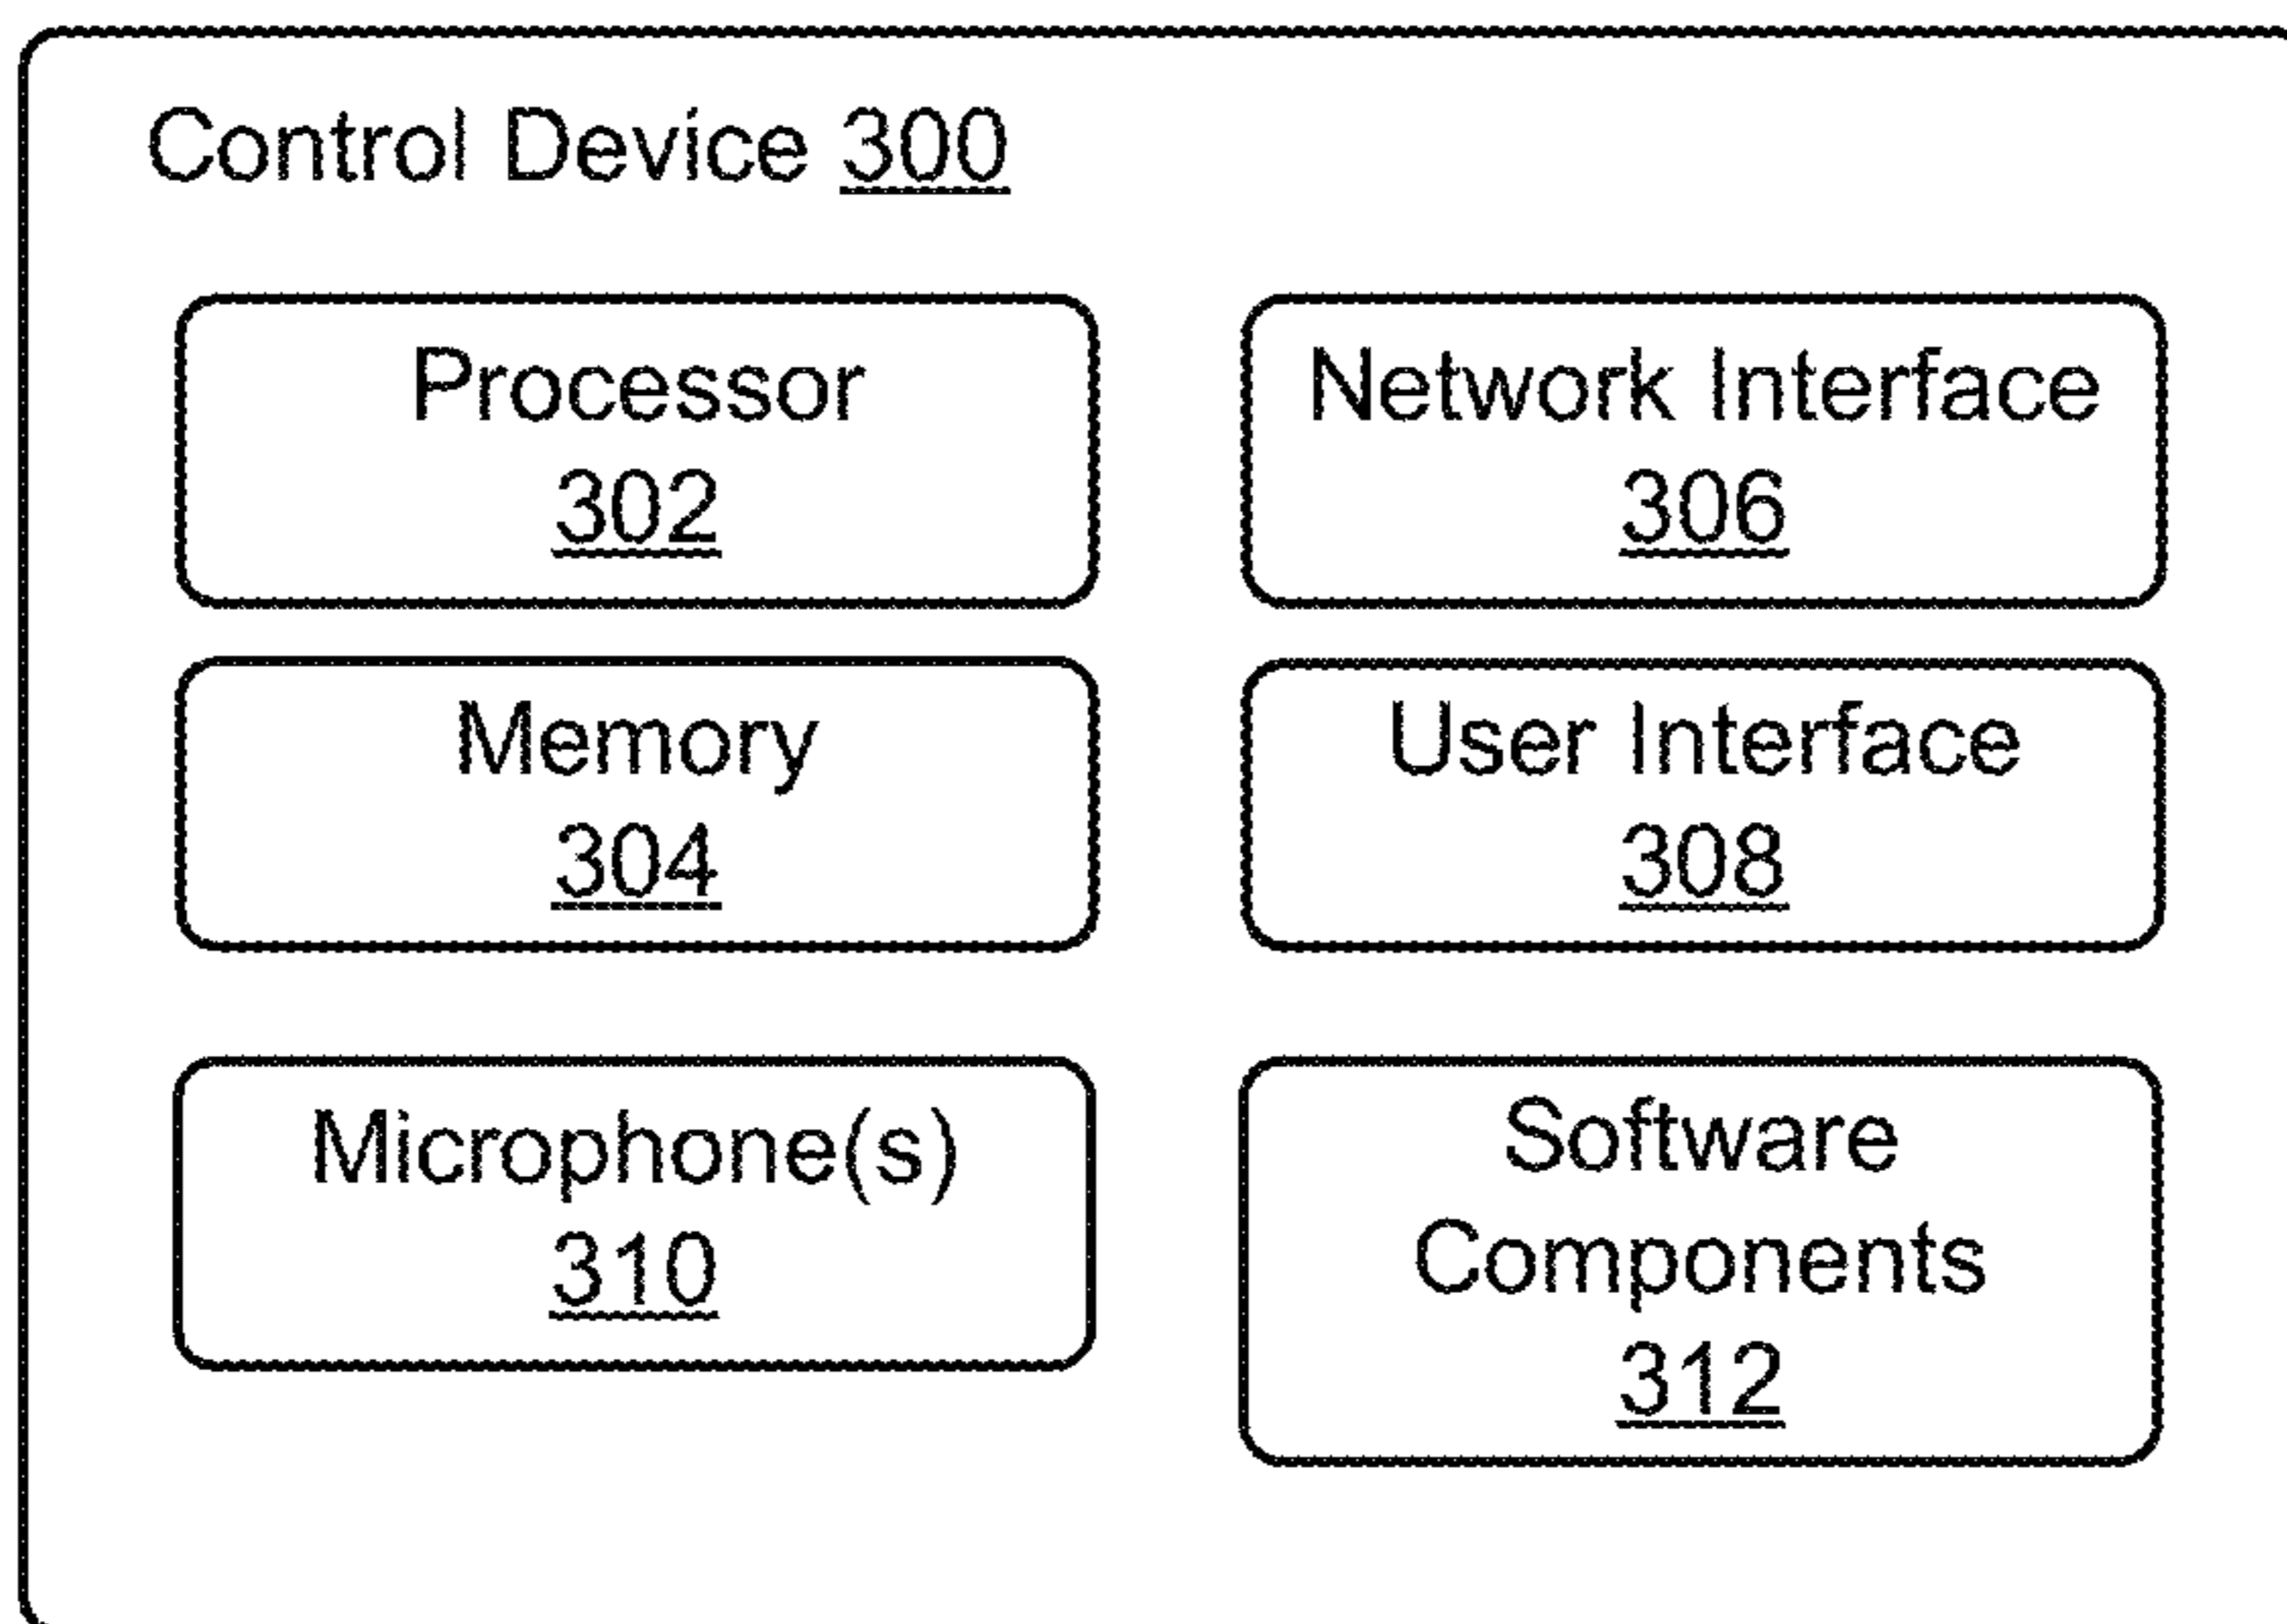 Control Device 300
Processor
302
Network Interface
306
Memory
304
User Interface
308
Microphone(s)
310
Software
Components
312